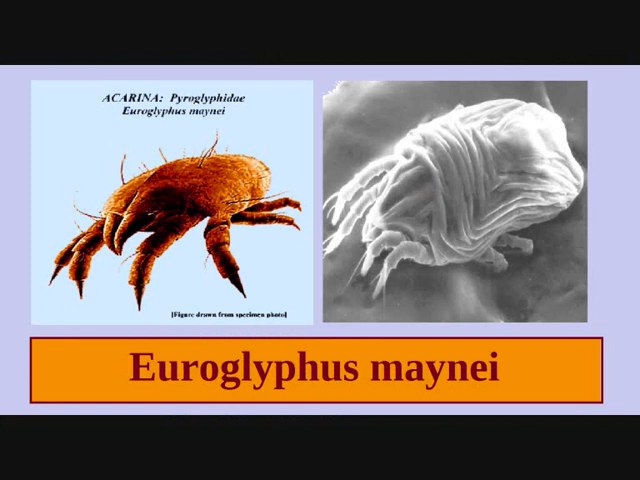 ACARINA: Pyroglyphidae
Euroglyphus maynei
[Figure drawn from specimen photo]
Euroglyphus maynei